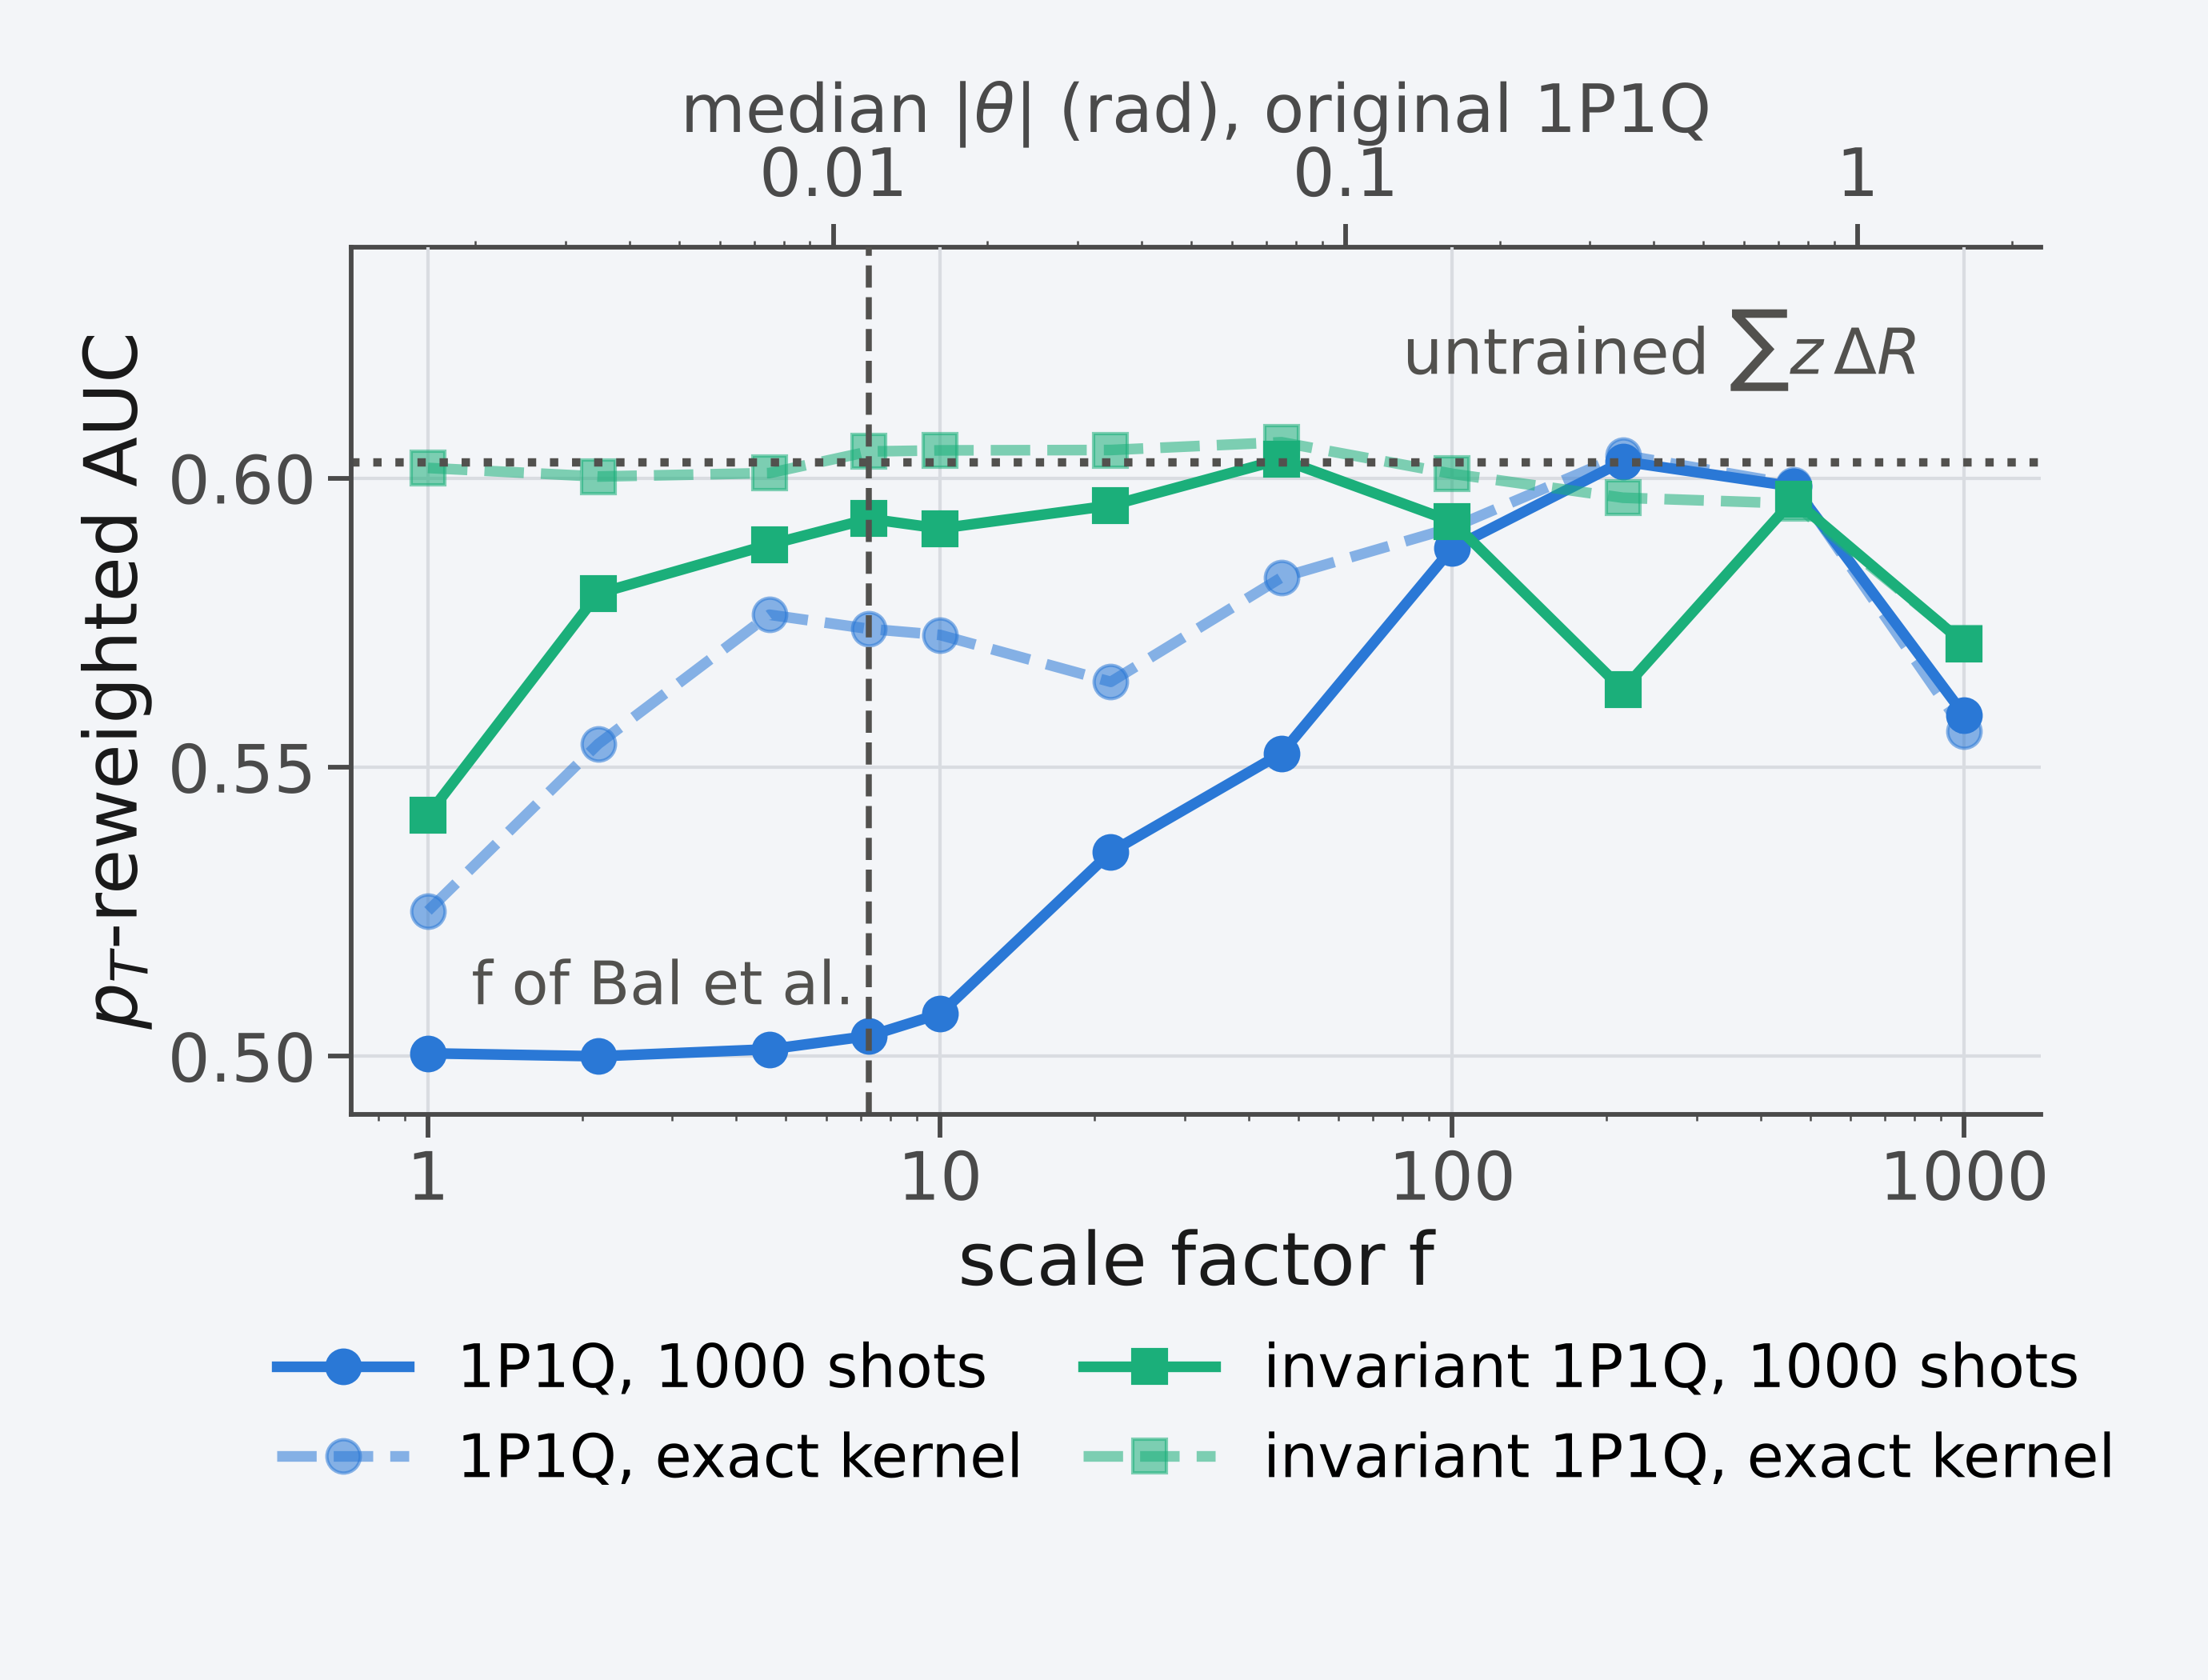 median |θ| (rad), original 1P1Q
0.01 0.1 1
untrained ∑ z ΔR
p_T-reweighted AUC
0.60
0.55
0.50
f of Bal et al.
1 10 100 1000
scale factor f
1P1Q, 1000 shots
1P1Q, exact kernel
invariant 1P1Q, 1000 shots
invariant 1P1Q, exact kernel